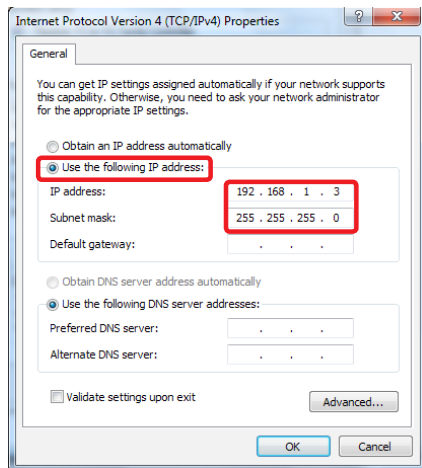 Internet Protocol Version 4 (TCP/IPv4) Properties
General
You can get IP settings assigned automatically if your network supports
this capability. Otherwise, you need to ask your network administrator
for the appropriate IP settings.
Obtain an IP address automatically
Use the following IP address:
IP address: 192 . 168 . 1 . 3
Subnet mask: 255 . 255 . 255 . 0
Default gateway: . . .
Obtain DNS server address automatically
Use the following DNS server addresses:
Preferred DNS server: . . .
Alternate DNS server: . . .
Validate settings upon exit
Advanced...
OK Cancel